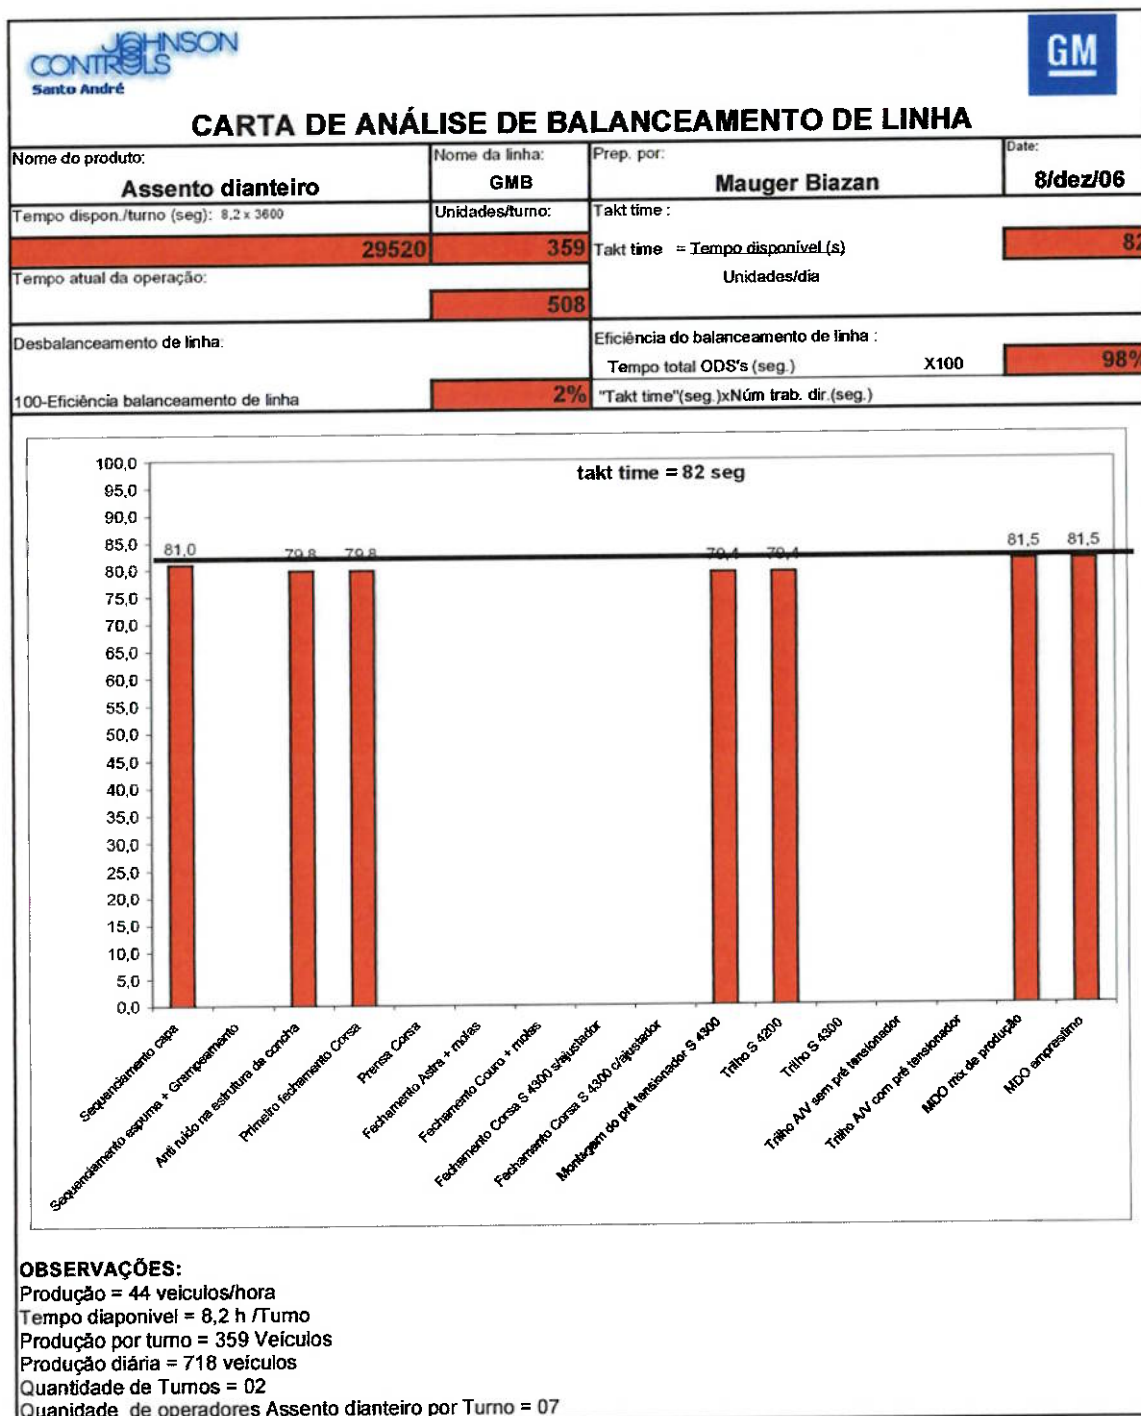 JOHNSON
CONTROLS
Santo André
GM
CARTA DE ANÁLISE DE BALANCEAMENTO DE LINHA
Nome do produto: Nome da linha: Prep. por: Date:
Assento dianteiro GMB Mauger Biazan 8/dez/06
Tempo dispon./turno (seg): 8,2 x 3600 Unidades/turno: Takt time :
29520 359 Takt time = Tempo disponível (s) 82
Tempo atual da operação: Unidades/dia
508
Desbalanceamento de linha: Eficiência do balanceamento de linha :
Tempo total ODS's (seg.) X100 98%
100-Eficiência balanceamento de linha 2% "Takt time"(seg.)xNúm trab. dir.(seg.)
takt time = 82 seg
100,0
95,0
90,0
85,0
80,0
75,0
70,0
65,0
60,0
55,0
50,0
45,0
40,0
35,0
30,0
25,0
20,0
15,0
10,0
5,0
0,0
81,0 79,8 79,8 79,4 79,4 81,5 81,5
Sequenciamento capa
Sequenciamento espuma + Grampeamento
Anti ruído na estrutura da concha
Primeiro fechamento Corsa
Prensa Corsa
Fechamento Astra + molas
Fechamento Couro + molas
Fechamento Corsa S 4300 s/ajustador
Fechamento Corsa S 4300 c/ajustador
Montagem do pré tensionador S 4300
Trilho S 4200
Trilho S 4300
Trilho A/V sem pré tensionador
Trilho A/V com pré tensionador
MDO mix de produção
MDO emprestimo
OBSERVAÇÕES:
Produção = 44 veiculos/hora
Tempo diaponivel = 8,2 h /Turno
Produção por turno = 359 Veículos
Produção diária = 718 veículos
Quantidade de Turnos = 02
Quanidade de operadores Assento dianteiro por Turno = 07